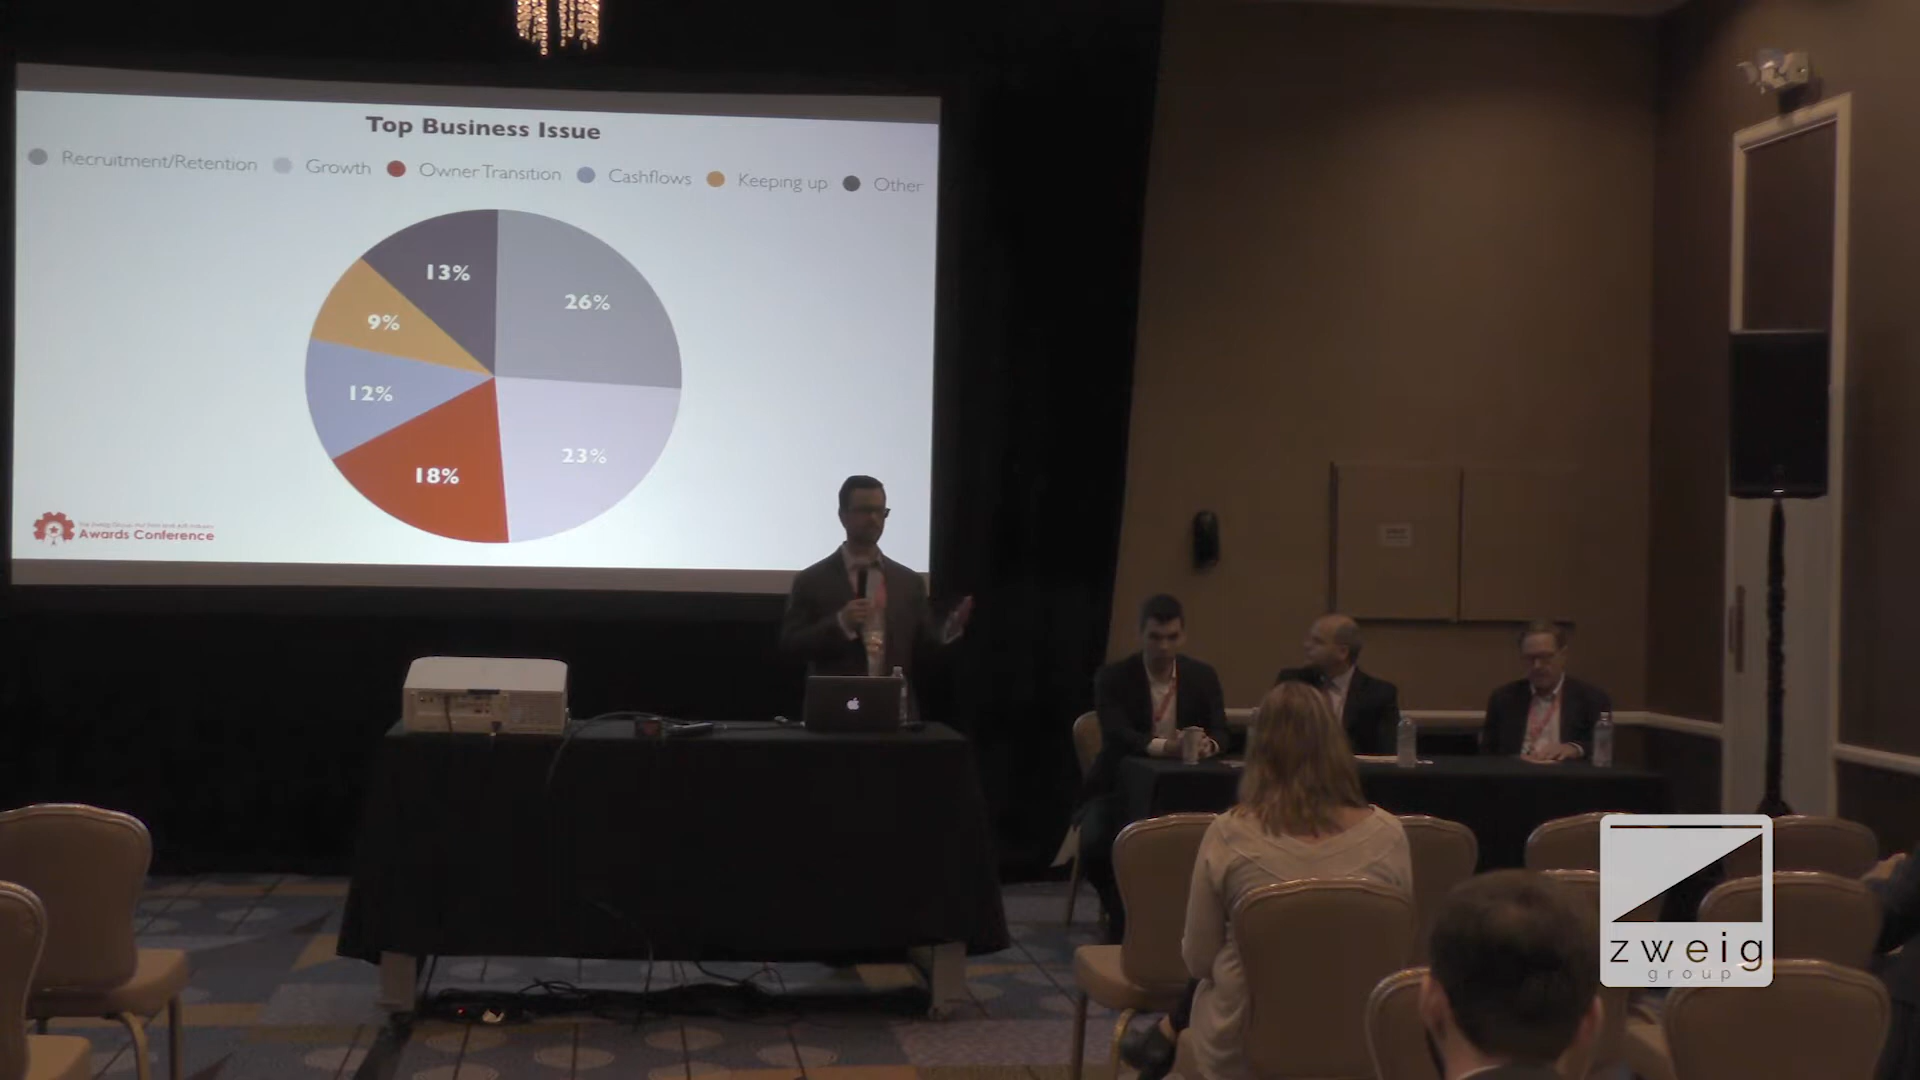 Top Business Issue
Recruitment/Retention Growth Owner Transition Cashflows Keeping up Other
13%
26%
9%
12%
23%
18%
Awards Conference
zweig
group